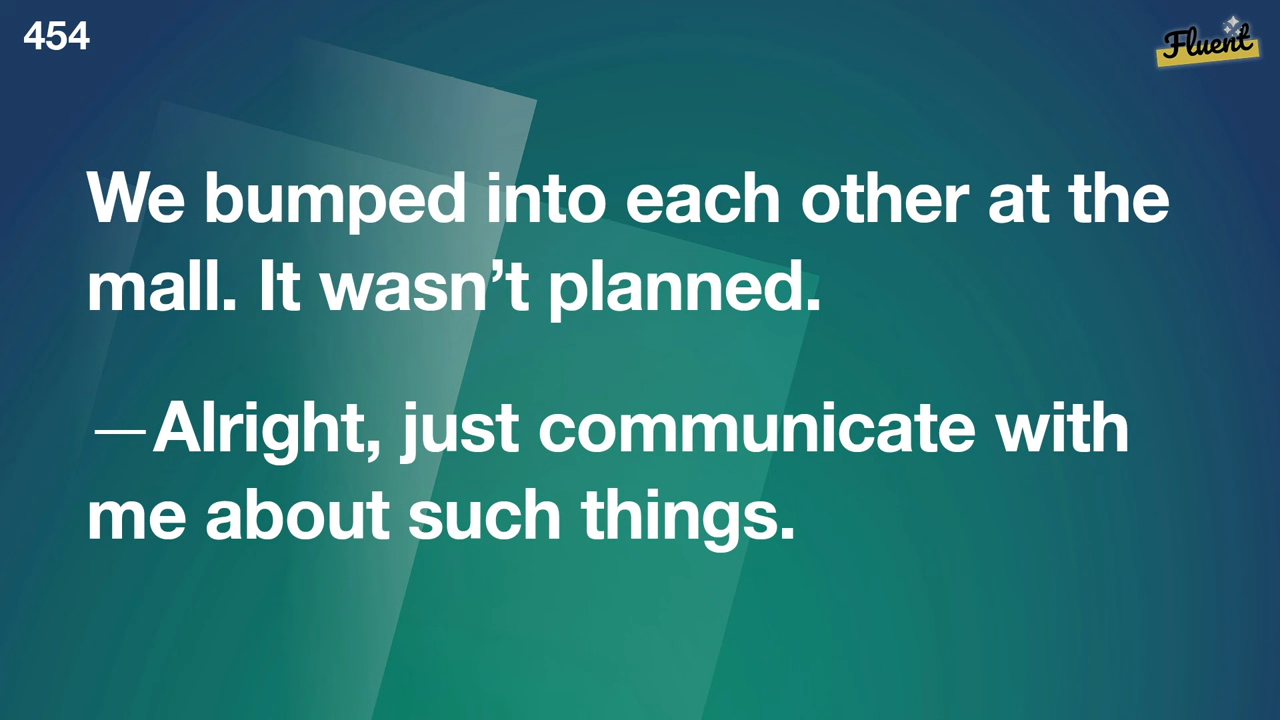 454
Fluent
We bumped into each other at the
mall. It wasn’t planned.
—Alright, just communicate with
me about such things.